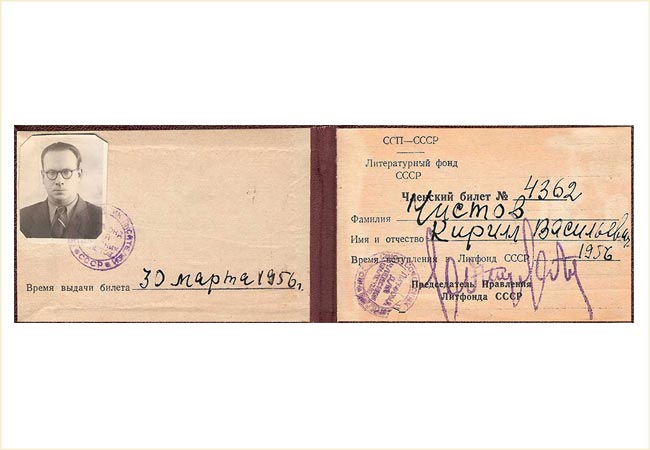 Время выдачи билета 30 марта 1956 г.
ССП—СССР
Литературный фонд
СССР
Членский билет № 4362
Фамилия Чистов
Имя и отчество Кирилл Васильевич
Время вступления в Литфонд СССР 1956
Председатель Правления
Литфонда СССР